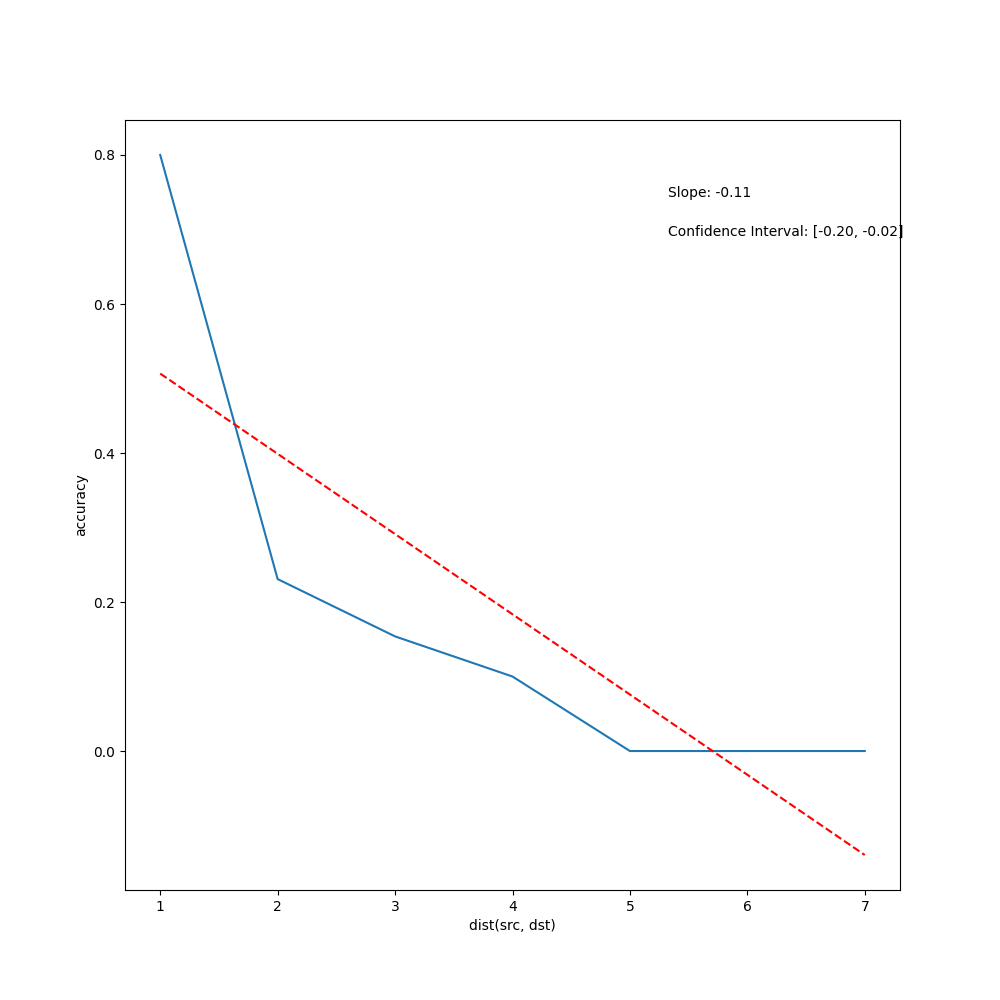 Slope: -0.11
Confidence Interval: [-0.20, -0.02]
accuracy
0.8
0.6
0.4
0.2
0.0
1 2 3 4 5 6 7
dist(src, dst)